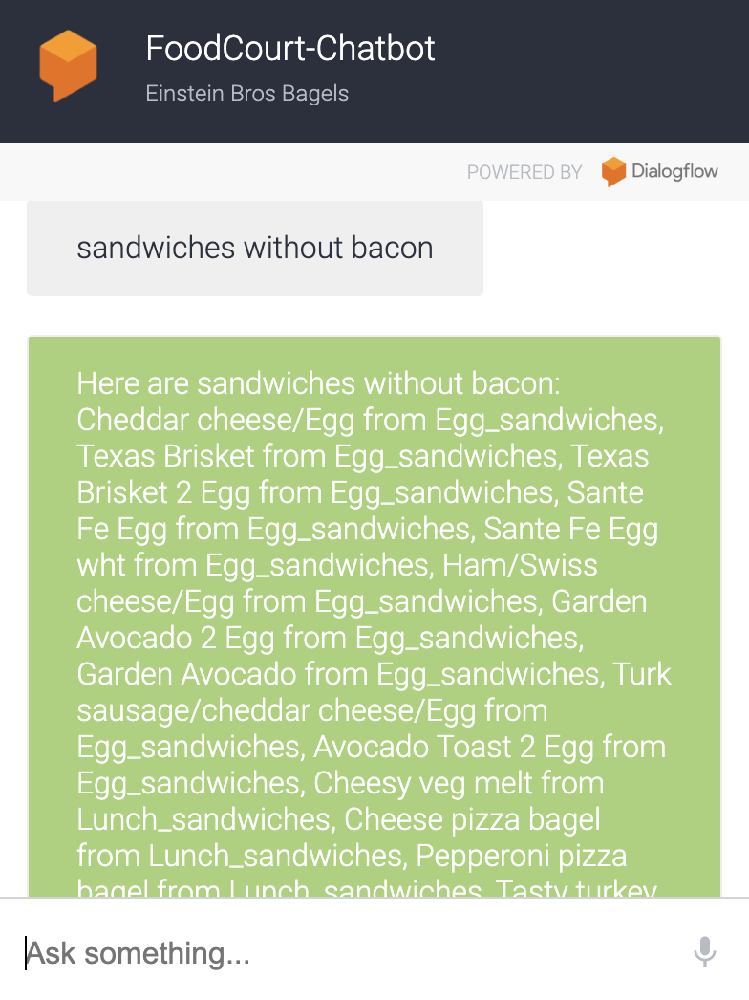 FoodCourt-Chatbot
Einstein Bros Bagels
POWERED BY Dialogflow
sandwiches without bacon
Here are sandwiches without bacon:
Cheddar cheese/Egg from Egg_sandwiches,
Texas Brisket from Egg_sandwiches, Texas
Brisket 2 Egg from Egg_sandwiches, Sante
Fe Egg from Egg_sandwiches, Sante Fe Egg
wht from Egg_sandwiches, Ham/Swiss
cheese/Egg from Egg_sandwiches, Garden
Avocado 2 Egg from Egg_sandwiches,
Garden Avocado from Egg_sandwiches, Turk
sausage/cheddar cheese/Egg from
Egg_sandwiches, Avocado Toast 2 Egg from
Egg_sandwiches, Cheesy veg melt from
Lunch_sandwiches, Cheese pizza bagel
from Lunch_sandwiches, Pepperoni pizza
bagel from Lunch_sandwiches, Tasty turkey
Ask something...